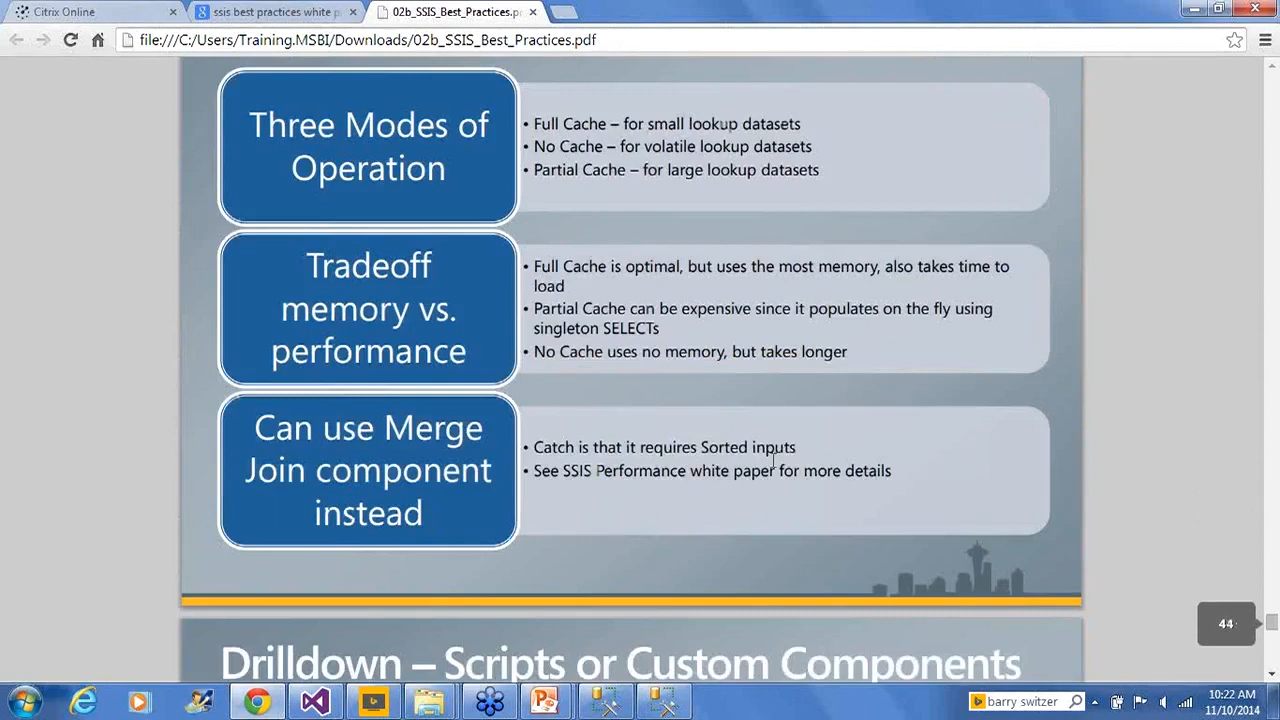 Citrix Online
ssis best practices white p
02b_SSIS_Best_Practices.p
file:///C:/Users/Training.MSBI/Downloads/02b_SSIS_Best_Practices.pdf
Three Modes of
Operation
• Full Cache – for small lookup datasets
• No Cache – for volatile lookup datasets
• Partial Cache – for large lookup datasets
Tradeoff
memory vs.
performance
• Full Cache is optimal, but uses the most memory, also takes time to
load
• Partial Cache can be expensive since it populates on the fly using
singleton SELECTs
• No Cache uses no memory, but takes longer
Can use Merge
Join component
instead
• Catch is that it requires Sorted inputs
• See SSIS Performance white paper for more details
44
Drilldown – Scripts or Custom Components
barry switzer
10:22 AM
11/10/2014